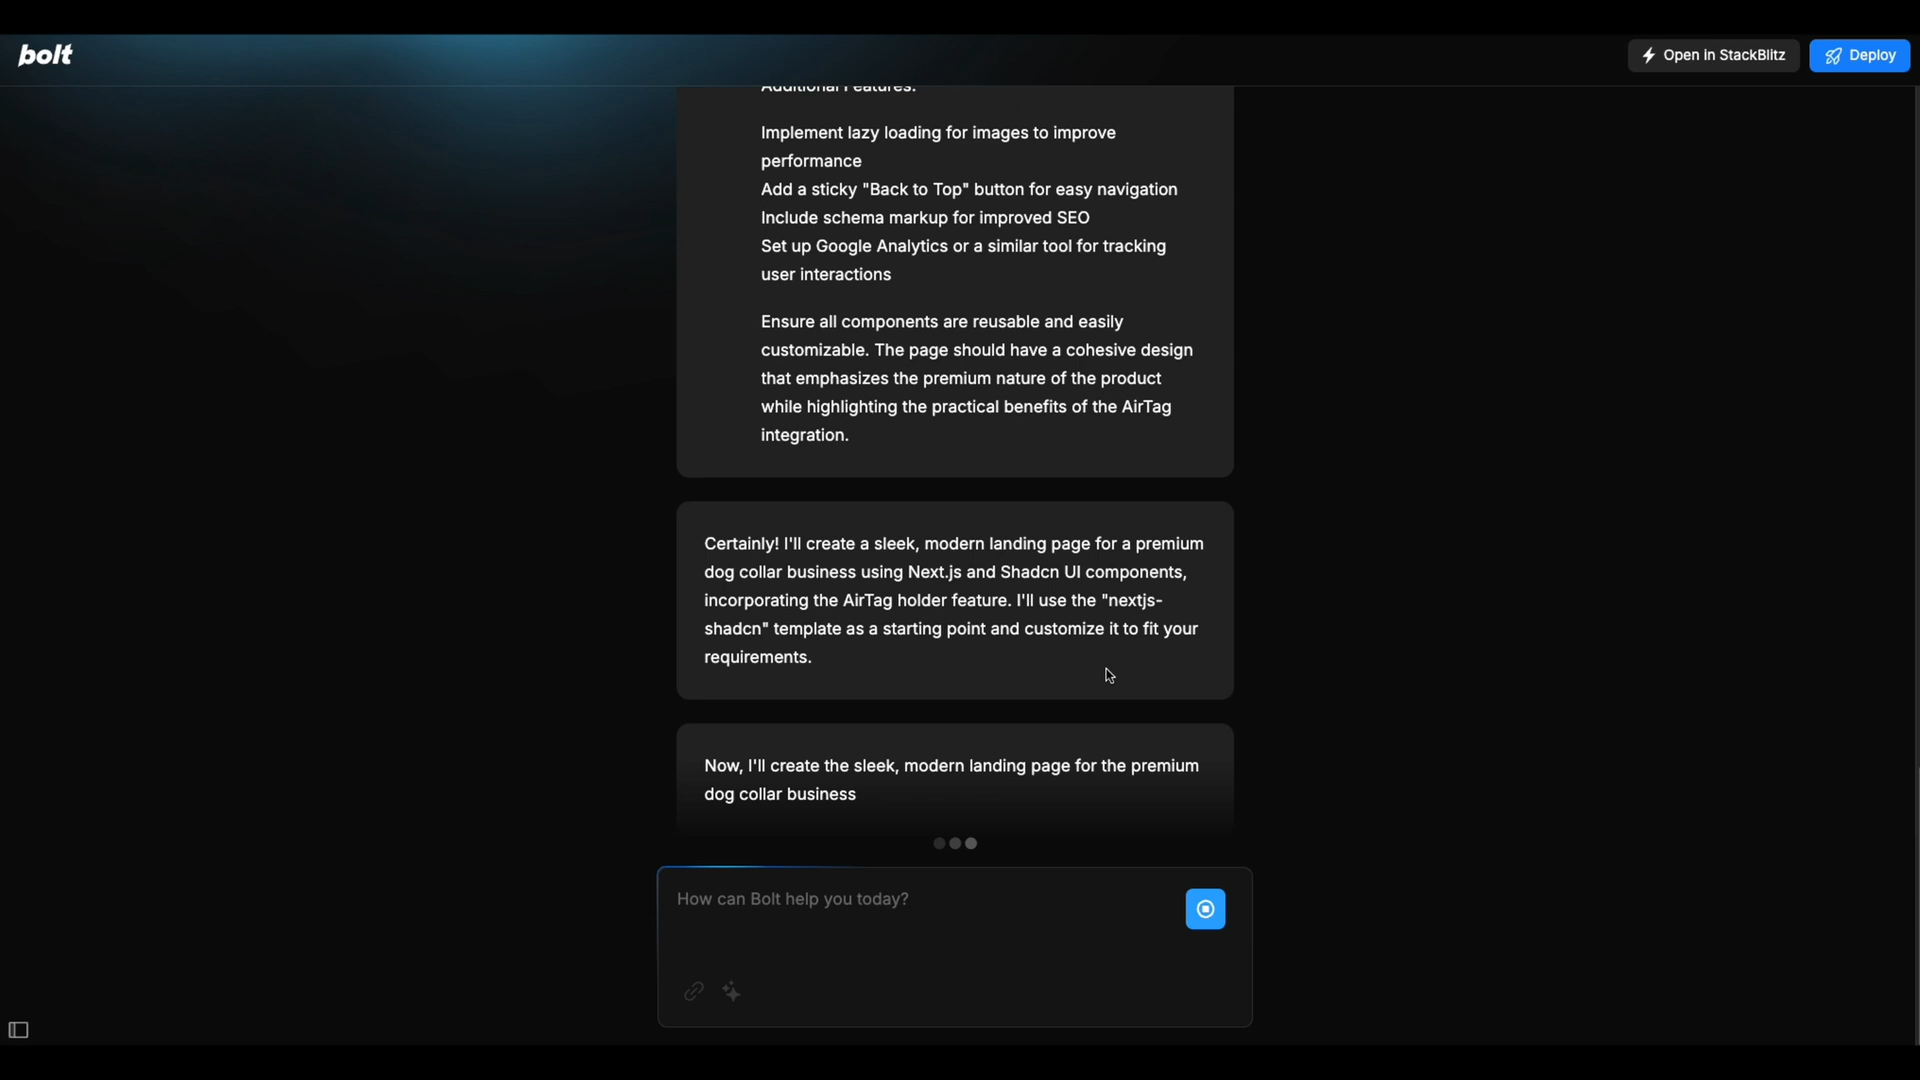 bolt
Open in StackBlitz
Deploy
Additional Features:
Implement lazy loading for images to improve
performance
Add a sticky "Back to Top" button for easy navigation
Include schema markup for improved SEO
Set up Google Analytics or a similar tool for tracking
user interactions
Ensure all components are reusable and easily
customizable. The page should have a cohesive design
that emphasizes the premium nature of the product
while highlighting the practical benefits of the AirTag
integration.
Certainly! I'll create a sleek, modern landing page for a premium
dog collar business using Next.js and Shadcn UI components,
incorporating the AirTag holder feature. I'll use the "nextjs-
shadcn" template as a starting point and customize it to fit your
requirements.
Now, I'll create the sleek, modern landing page for the premium
dog collar business
How can Bolt help you today?